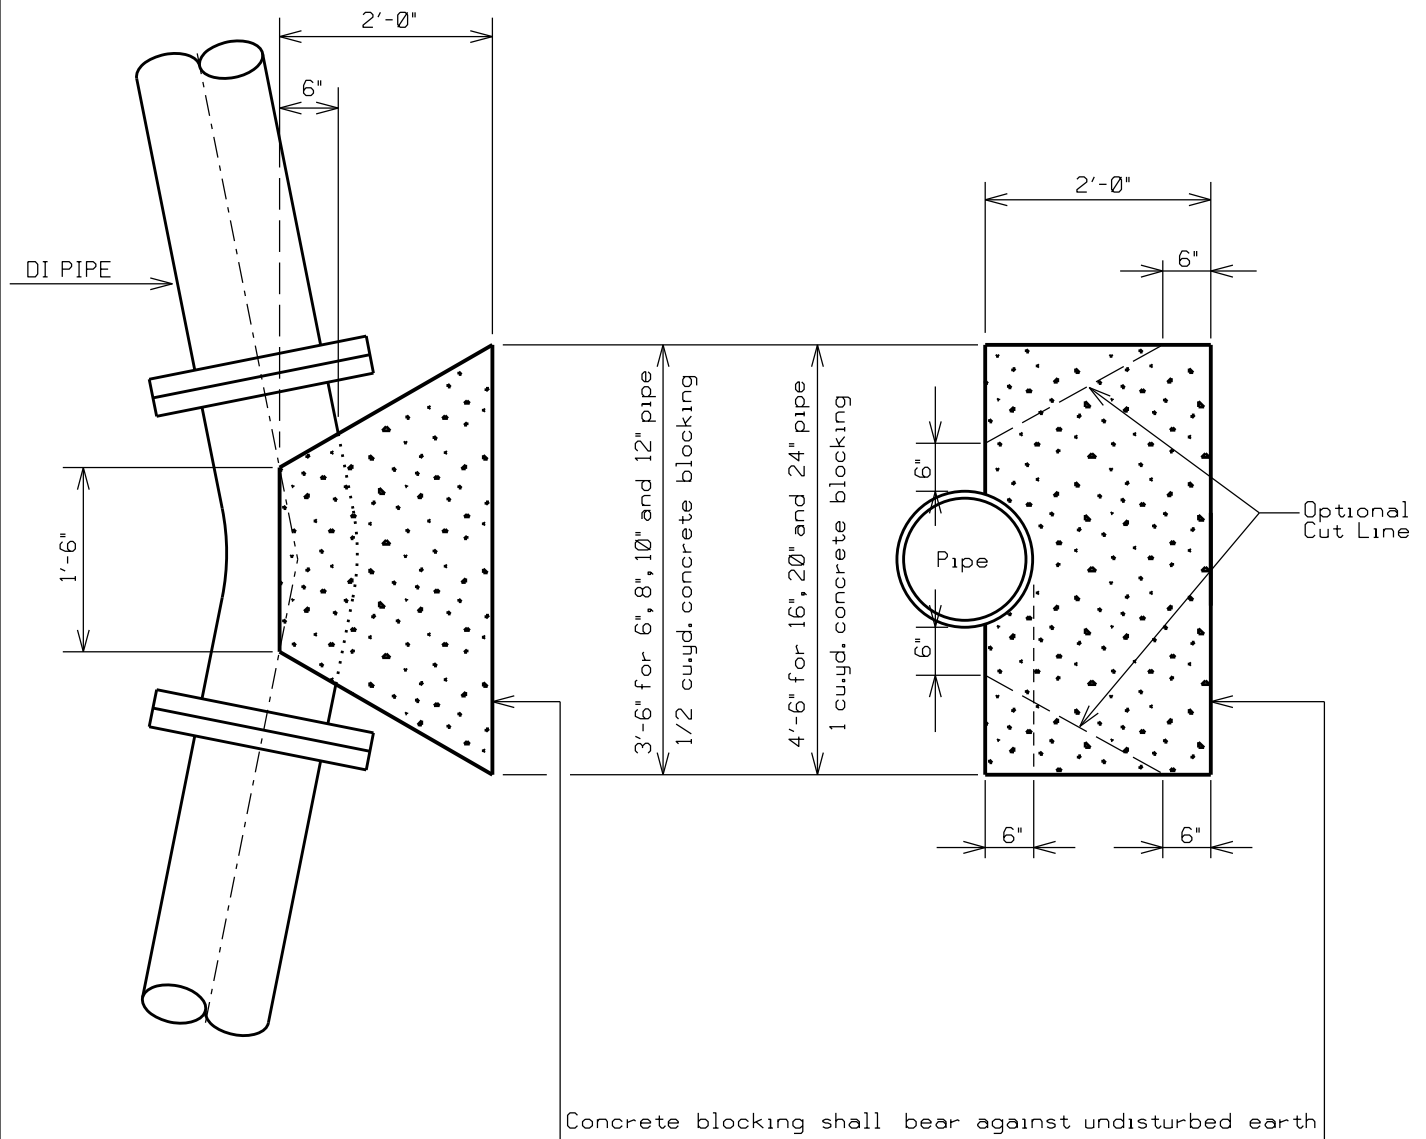 2'-0"
6"
2'-0"
6"
DI PIPE
3'-6" for 6", 8", 10" and 12" pipe
1/2 cu.yd. concrete blocking
4'-6" for 16", 20" and 24" pipe
1 cu.yd. concrete blocking
6"
Optional
Cut Line
1'-6"
Pipe
6"
6"
6"
Concrete blocking shall bear against undisturbed earth